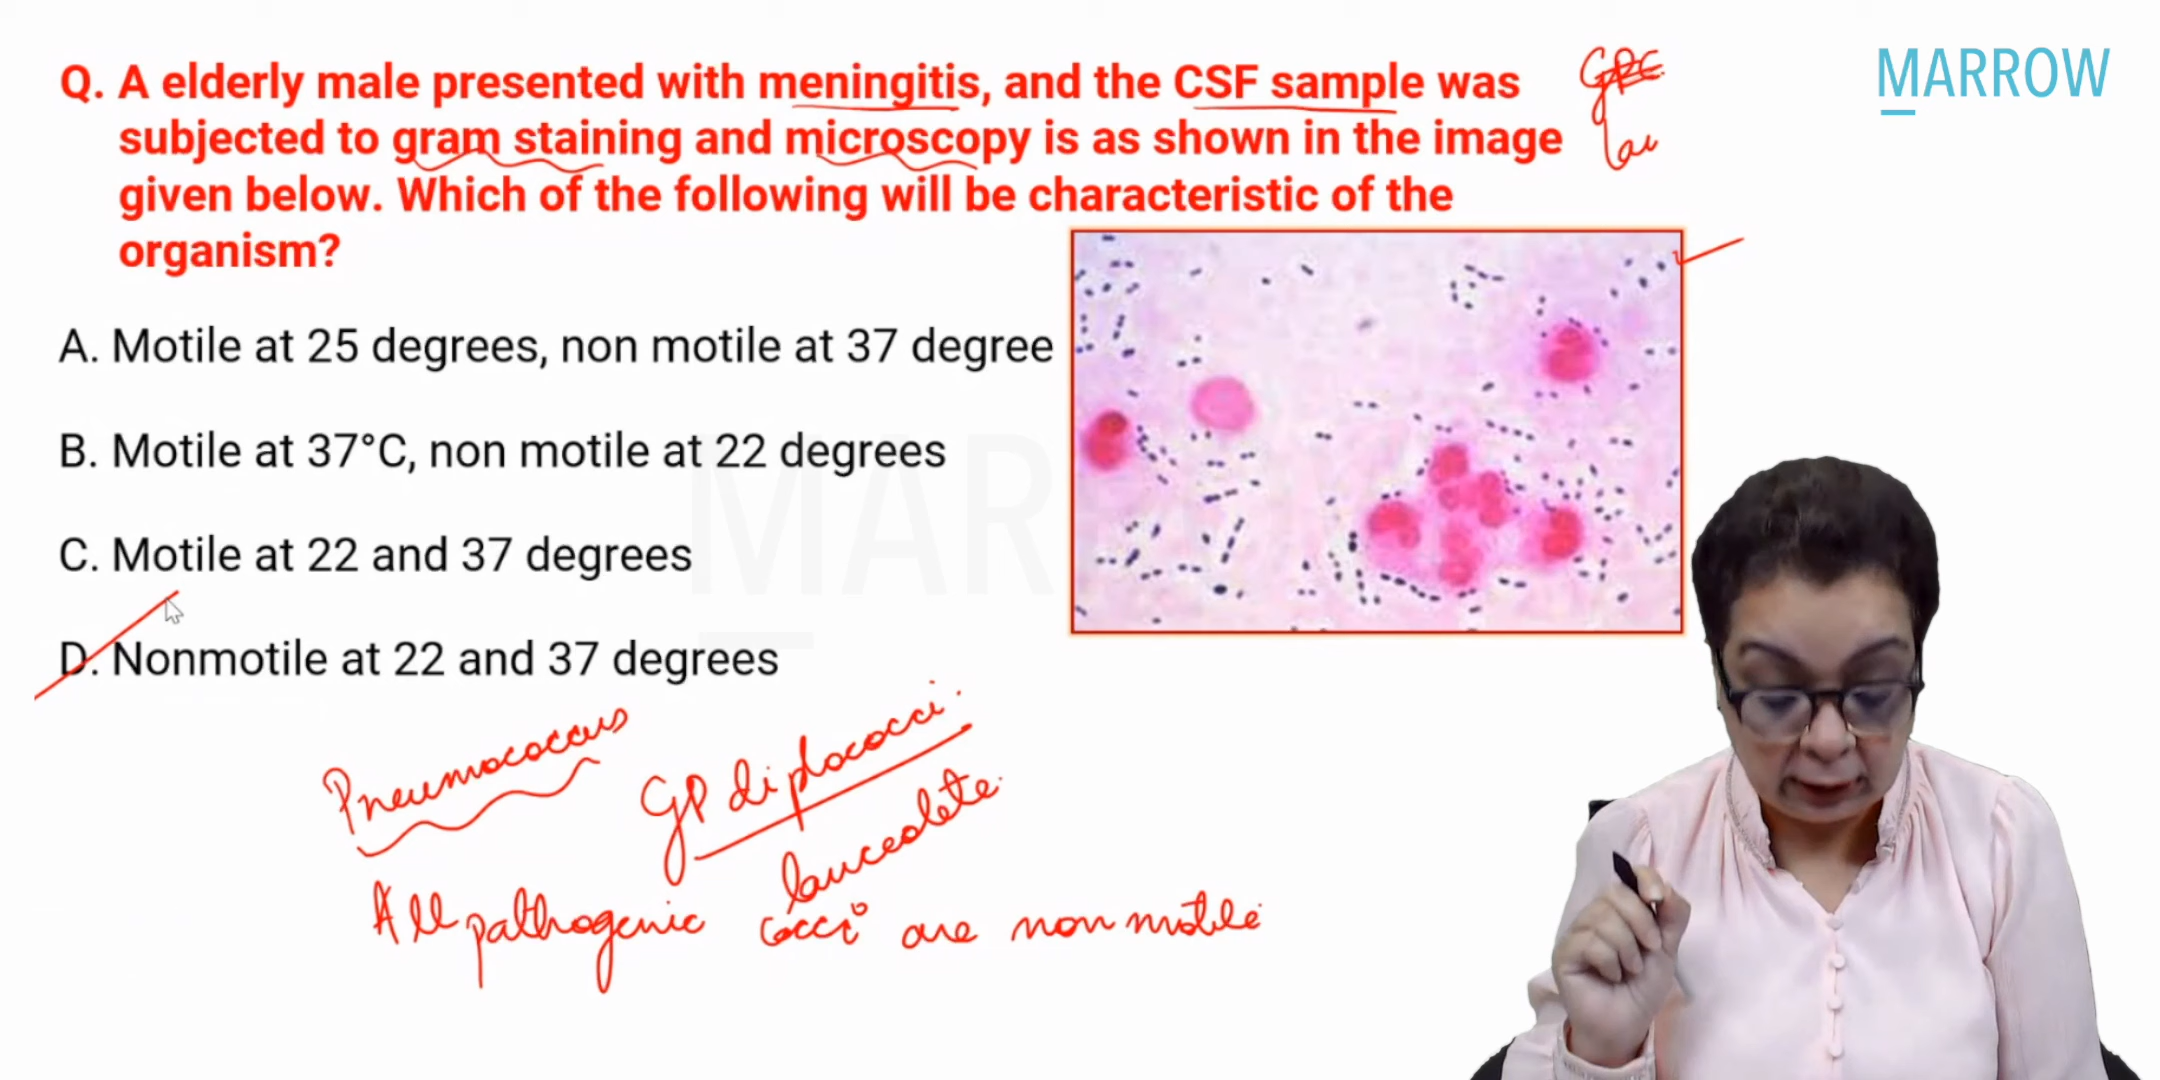 MARROW
Q. A elderly male presented with meningitis, and the CSF sample was
subjected to gram staining and microscopy is as shown in the image
given below. Which of the following will be characteristic of the
organism?
A. Motile at 25 degrees, non motile at 37 degree
B. Motile at 37°C, non motile at 22 degrees
C. Motile at 22 and 37 degrees
D. Nonmotile at 22 and 37 degrees
Pneumococcus
GP diplococci
lanceolate
All pathogenic cocci are non motile